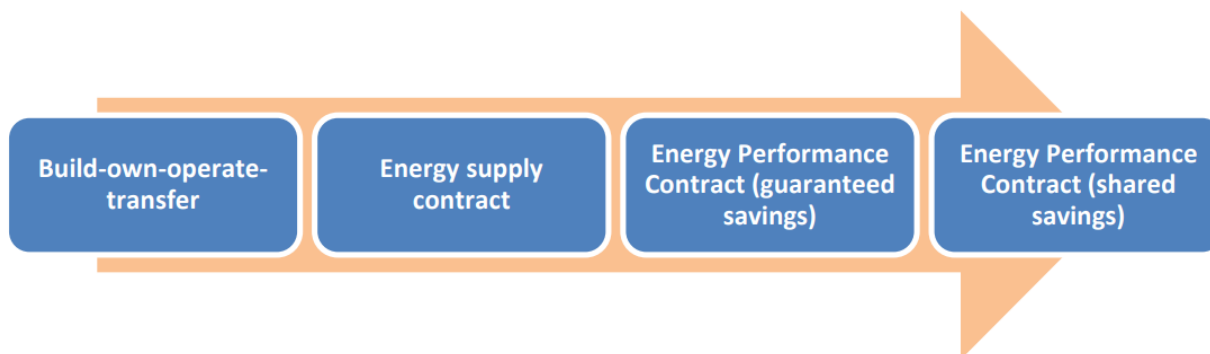 Build-own-operate-
transfer
Energy supply
contract
Energy Performance
Contract (guaranteed
savings)
Energy Performance
Contract (shared
savings)